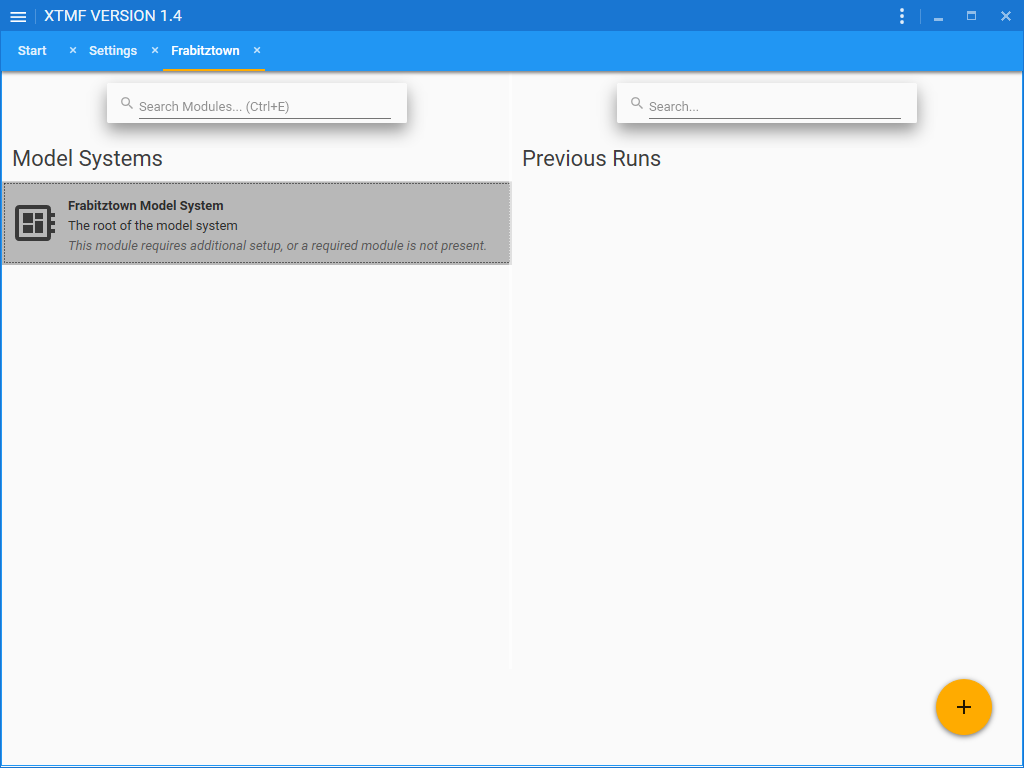 XTMF VERSION 1.4
Start × Settings × Frabitztown ×
Search Modules... (Ctrl+E)
Model Systems
Frabitztown Model System
The root of the model system
This module requires additional setup, or a required module is not present.
Search...
Previous Runs